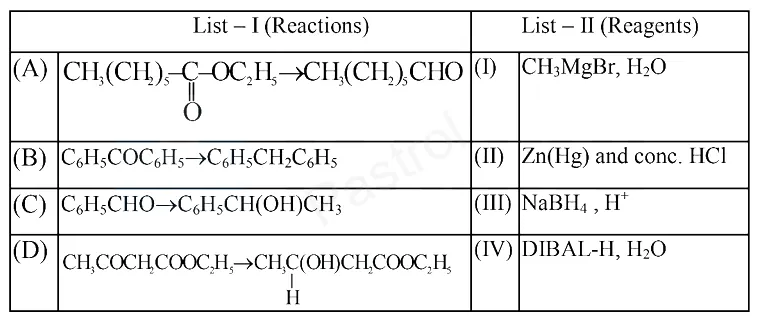 List – I (Reactions) List – II (Reagents)
(A) CH₃(CH₂)₅–C–OC₂H₅→CH₃(CH₂)₅CHO (I) CH₃MgBr, H₂O
||
O
(B) C₆H₅COC₆H₅→C₆H₅CH₂C₆H₅ (II) Zn(Hg) and conc. HCl
(C) C₆H₅CHO→C₆H₅CH(OH)CH₃ (III) NaBH₄ , H⁺
(D) CH₃COCH₂COOC₂H₅→CH₃C(OH)CH₂COOC₂H₅ (IV) DIBAL-H, H₂O
|
H